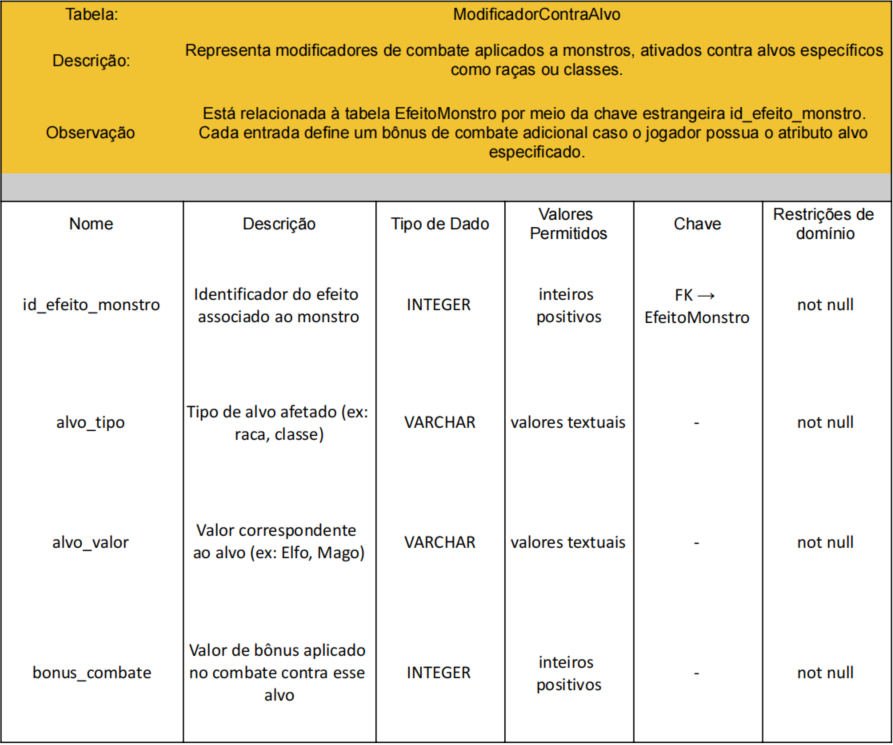 Tabela:
ModificadorContraAlvo
Descrição:
Representa modificadores de combate aplicados a monstros, ativados contra alvos específicos
como raças ou classes.
Observação
Está relacionada à tabela EfeitoMonstro por meio da chave estrangeira id_efeito_monstro.
Cada entrada define um bônus de combate adicional caso o jogador possua o atributo alvo
especificado.
Nome
Descrição
Tipo de Dado
Valores
Permitidos
Chave
Restrições de
domínio
id_efeito_monstro
Identificador do efeito
associado ao monstro
INTEGER
inteiros
positivos
FK →
EfeitoMonstro
not null
alvo_tipo
Tipo de alvo afetado (ex:
raca, classe)
VARCHAR
valores textuais
-
not null
alvo_valor
Valor correspondente
ao alvo (ex: Elfo, Mago)
VARCHAR
valores textuais
-
not null
bonus_combate
Valor de bônus aplicado
no combate contra esse
alvo
INTEGER
inteiros
positivos
-
not null